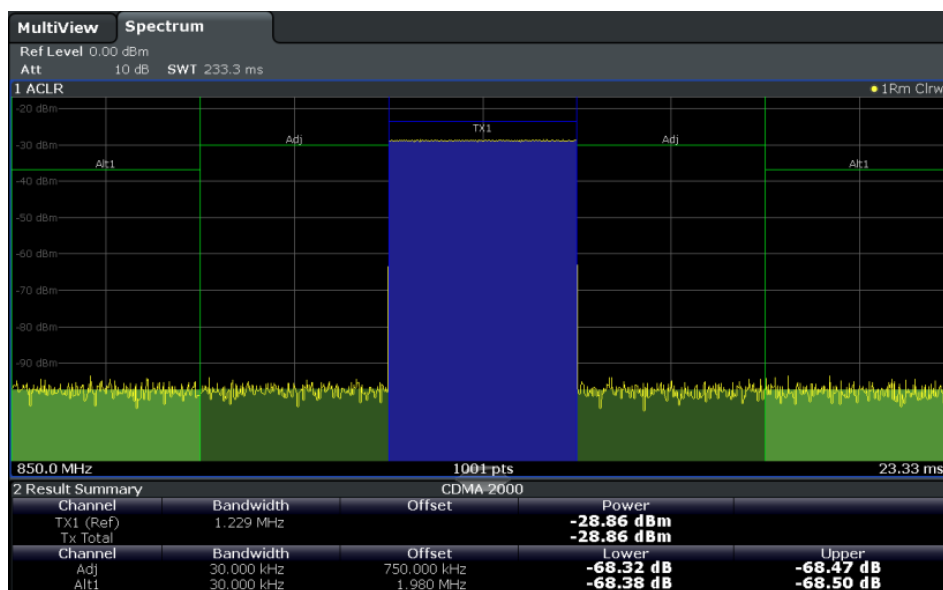 MultiView Spectrum
Ref Level 0.00 dBm
Att 10 dB SWT 233.3 ms
1 ACLR 1Rm Clrw
-20 dBm
TX1
Adj Adj
-30 dBm
Alt1 Alt1
-40 dBm
-50 dBm
-60 dBm
-70 dBm
-80 dBm
-90 dBm
850.0 MHz 1001 pts 23.33 ms
2 Result Summary CDMA 2000
Channel Bandwidth Offset Power
TX1 (Ref) 1.229 MHz -28.86 dBm
Tx Total -28.86 dBm
Channel Bandwidth Offset Lower Upper
Adj 30.000 kHz 750.000 kHz -68.32 dB -68.47 dB
Alt1 30.000 kHz 1.980 MHz -68.38 dB -68.50 dB